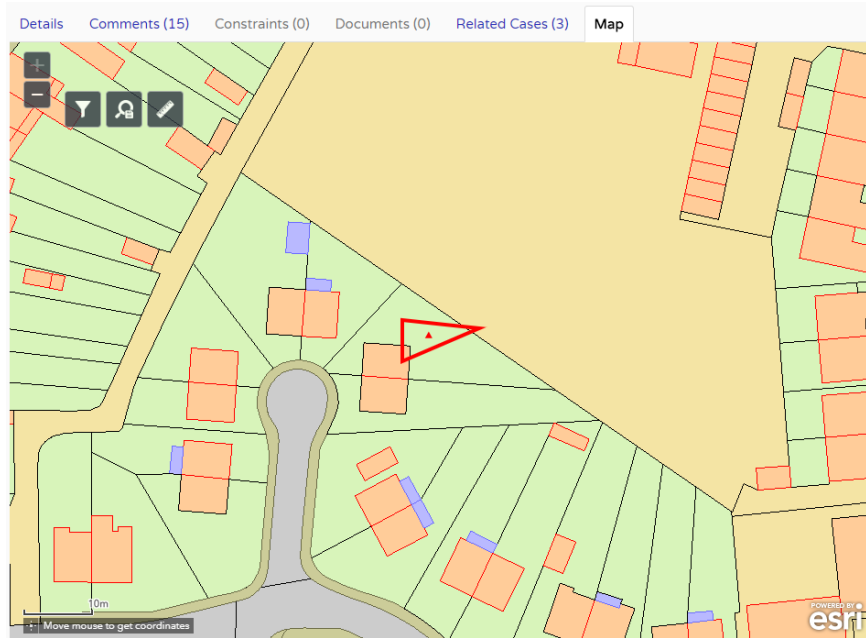 Details Comments (15) Constraints (0) Documents (0) Related Cases (3) Map
+
−
10m
Move mouse to get coordinates
POWERED BY
esri